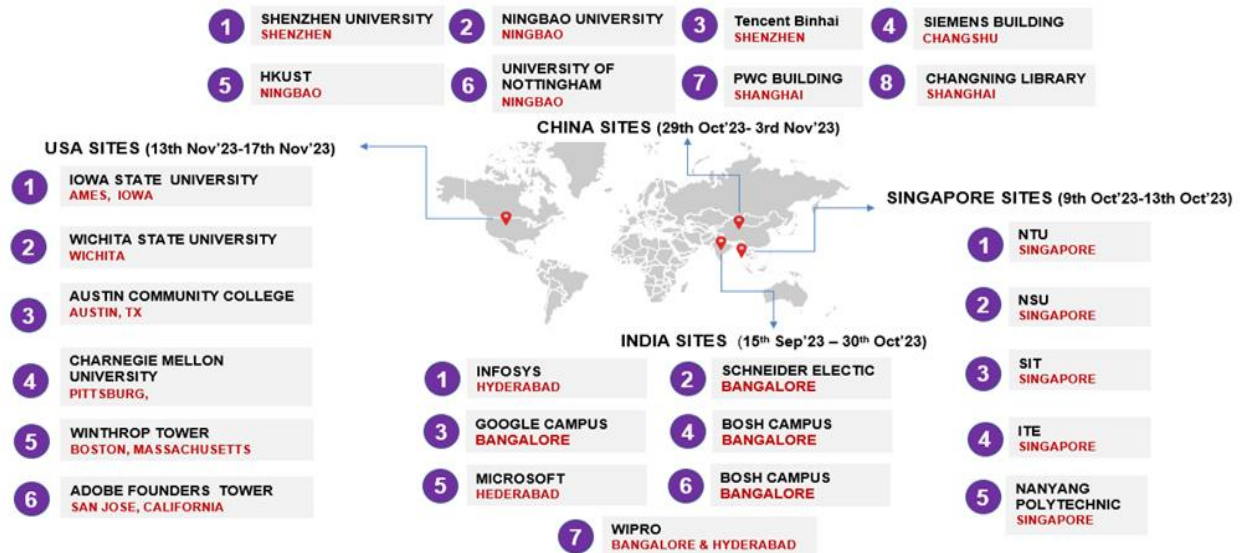 1
SHENZHEN UNIVERSITY
SHENZHEN
2
NINGBAO UNIVERSITY
NINGBAO
3
Tencent Binhai
SHENZHEN
4
SIEMENS BUILDING
CHANGSHU
5
HKUST
NINGBAO
6
UNIVERSITY OF
NOTTINGHAM
NINGBAO
7
PWC BUILDING
SHANGHAI
8
CHANGNING LIBRARY
SHANGHAI
CHINA SITES (29th Oct'23- 3rd Nov'23)
USA SITES (13th Nov'23-17th Nov'23)
1
IOWA STATE UNIVERSITY
AMES, IOWA
2
WICHITA STATE UNIVERSITY
WICHITA
3
AUSTIN COMMUNITY COLLEGE
AUSTIN, TX
4
CHARNEGIE MELLON
UNIVERSITY
PITTSBURG,
5
WINTHROP TOWER
BOSTON, MASSACHUSETTS
6
ADOBE FOUNDERS TOWER
SAN JOSE, CALIFORNIA
SINGAPORE SITES (9th Oct'23-13th Oct'23)
1
NTU
SINGAPORE
2
NSU
SINGAPORE
3
SIT
SINGAPORE
4
ITE
SINGAPORE
5
NANYANG
POLYTECHNIC
SINGAPORE
INDIA SITES (15th Sep'23 – 30th Oct'23)
1
INFOSYS
HYDERABAD
2
SCHNEIDER ELECTIC
BANGALORE
3
GOOGLE CAMPUS
BANGALORE
4
BOSH CAMPUS
BANGALORE
5
MICROSOFT
HEDERABAD
6
BOSH CAMPUS
BANGALORE
7
WIPRO
BANGALORE & HYDERABAD